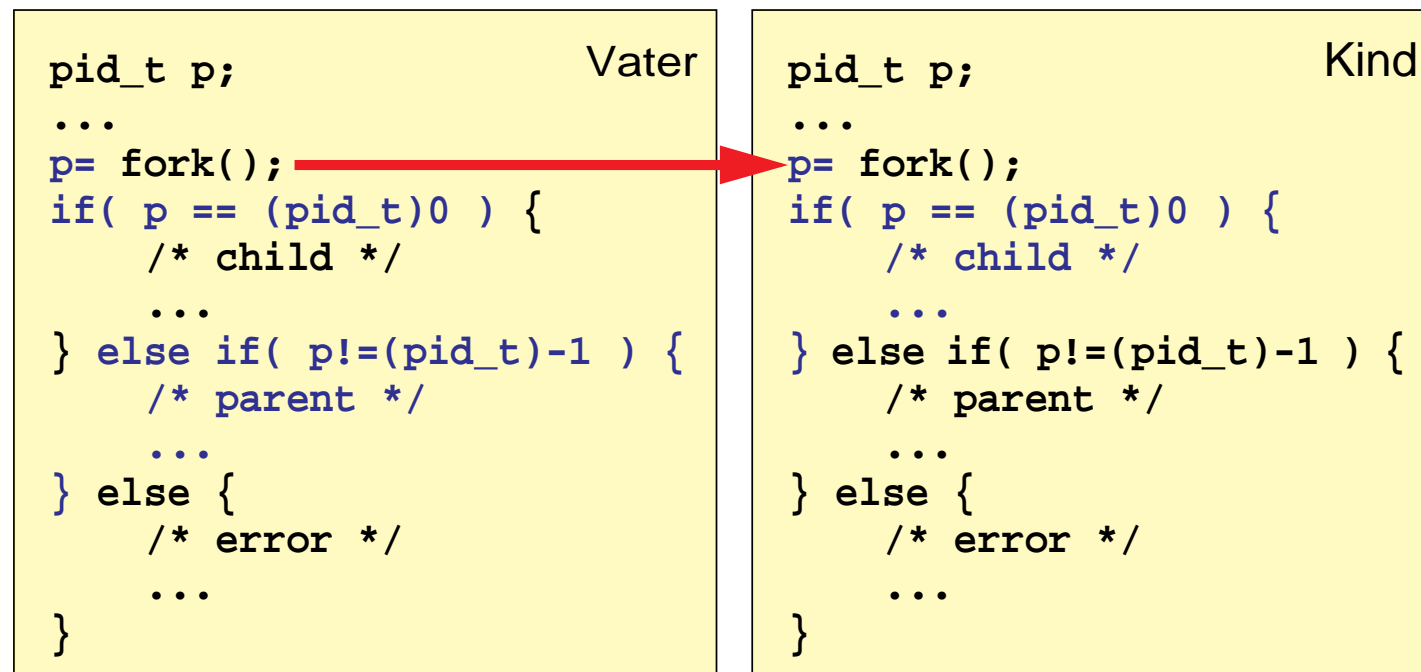 Vater
pid_t p;
...
p= fork();
if( p == (pid_t)0 ) {
/* child */
...
} else if( p!=(pid_t)-1 ) {
/* parent */
...
} else {
/* error */
...
}
Kind
pid_t p;
...
p= fork();
if( p == (pid_t)0 ) {
/* child */
...
} else if( p!=(pid_t)-1 ) {
/* parent */
...
} else {
/* error */
...
}